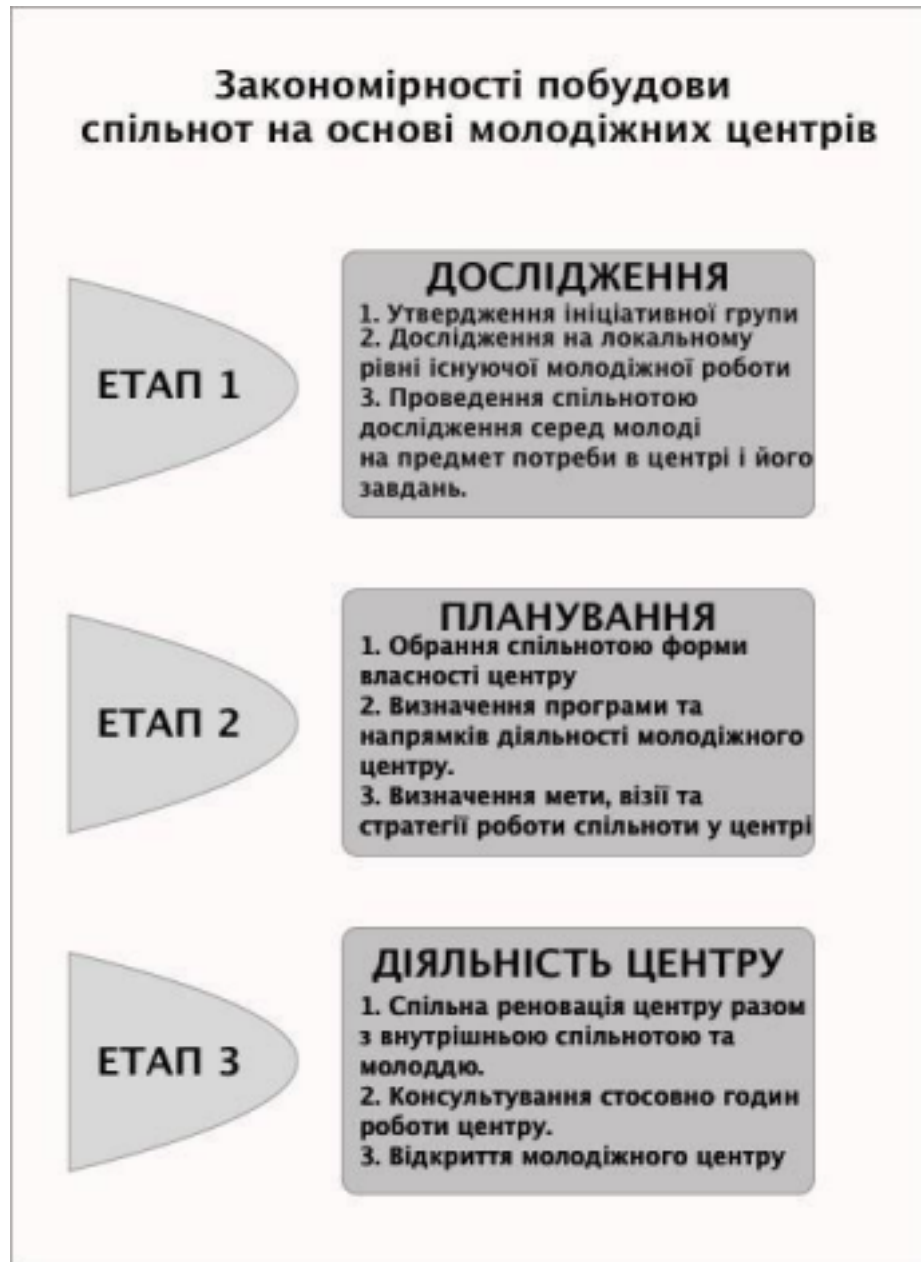 Закономірності побудови
спільнот на основі молодіжних центрів
ЕТАП 1
ДОСЛІДЖЕННЯ
1. Утвердження ініціативної групи
2. Дослідження на локальному
рівні існуючої молодіжної роботи
3. Проведення спільнотою
дослідження серед молоді
на предмет потреби в центрі і його
завдань.
ЕТАП 2
ПЛАНУВАННЯ
1. Обрання спільнотою форми
власності центру
2. Визначення програми та
напрямків діяльності молодіжного
центру.
3. Визначення мети, візії та
стратегії роботи спільноти у центрі
ЕТАП 3
ДІЯЛЬНІСТЬ ЦЕНТРУ
1. Спільна реновація центру разом
з внутрішньою спільнотою та
молоддю.
2. Консультування стосовно годин
роботи центру.
3. Відкриття молодіжного центру